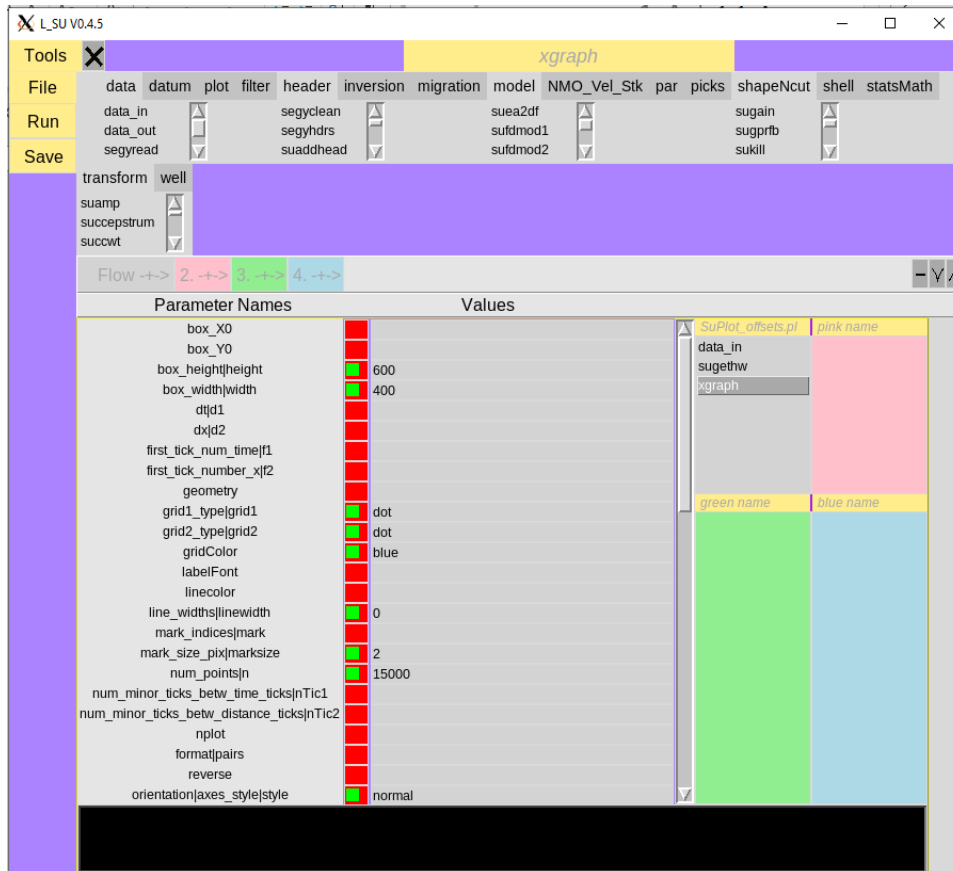 L_SU V0.4.5
Tools
xgraph
File
data datum plot filter header inversion migration model NMO_Vel_Stk par picks shapeNcut shell statsMath
Run
data_in segyclean suea2df sugain
data_out segyhdrs sufdmod1 sugprfb
Save
segyread suaddhead sufdmod2 sukill
transform well
suamp
succepstrum
succwt
Flow -+-> 2. -+-> 3. -+-> 4. -+->
Parameter Names Values
box_X0 SuPlot_offsets.pl pink name
box_Y0 data_in
box_height|height 600 sugethw
box_width|width 400 xgraph
dt|d1
dx|d2
first_tick_num_time|f1
first_tick_number_x|f2
geometry green name blue name
grid1_type|grid1 dot
grid2_type|grid2 dot
gridColor blue
labelFont
linecolor
line_widths|linewidth 0
mark_indices|mark
mark_size_pix|marksize 2
num_points|n 15000
num_minor_ticks_betw_time_ticks|nTic1
num_minor_ticks_betw_distance_ticks|nTic2
nplot
format|pairs
reverse
orientation|axes_style|style normal